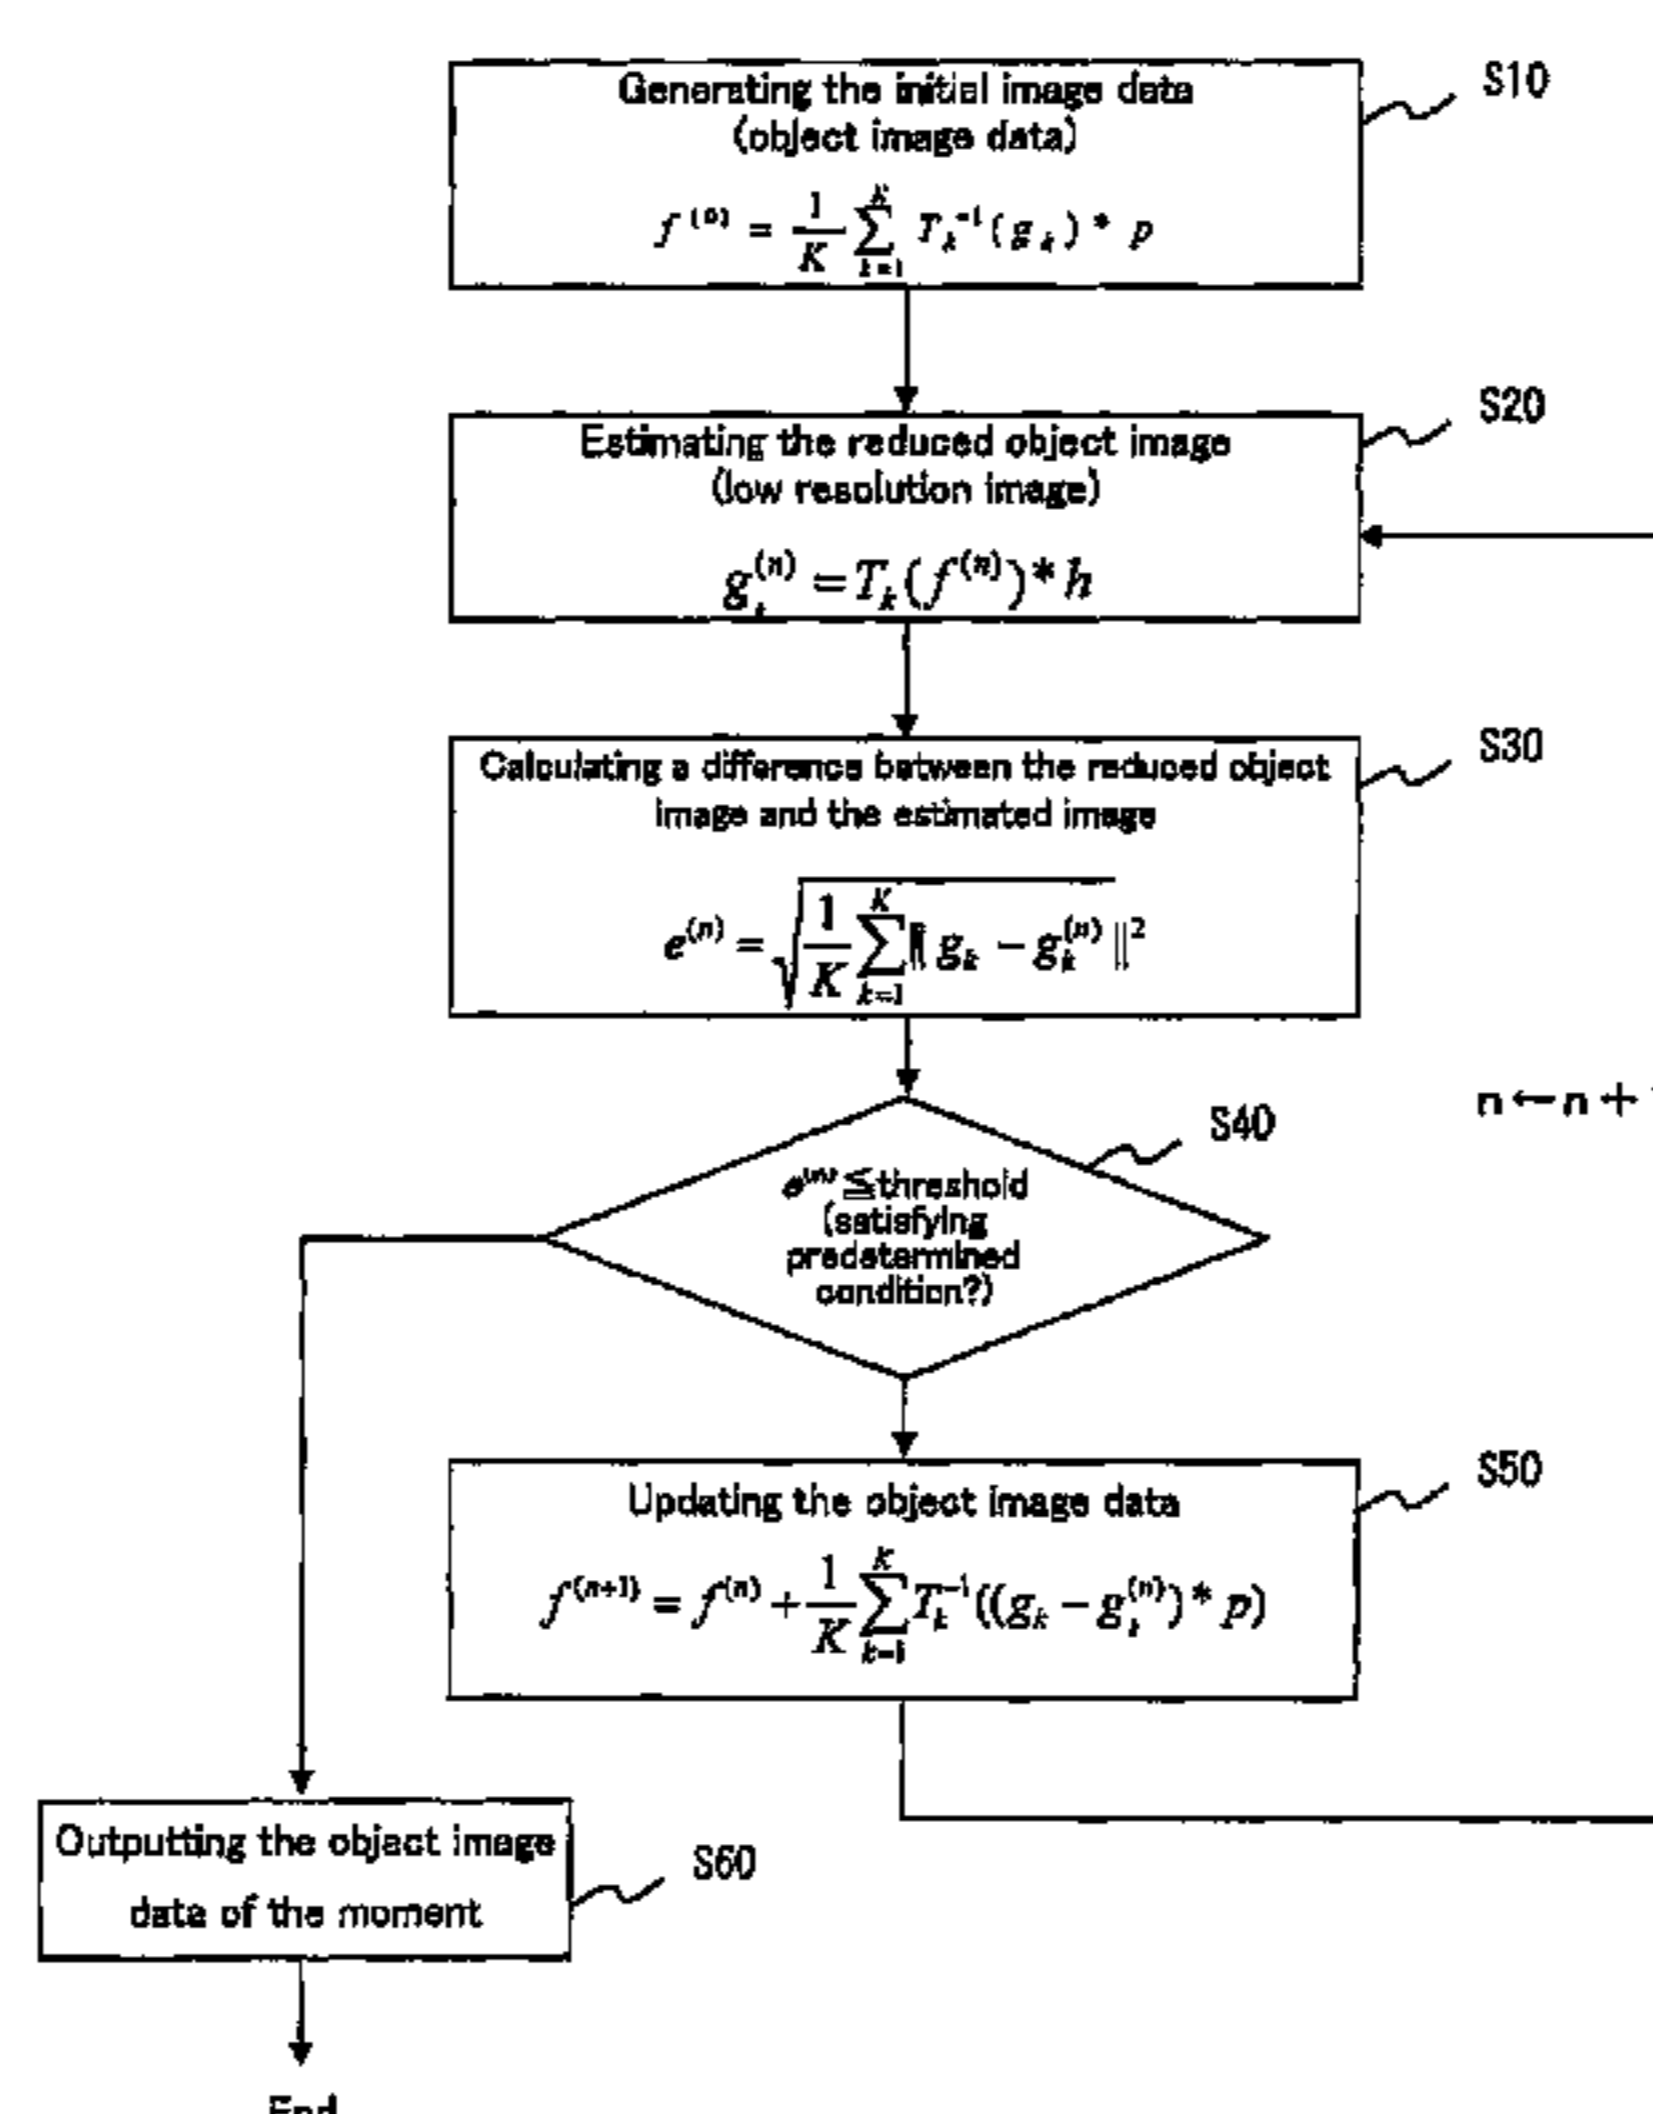 Generating the initial image data
(object image data)
f^(0) = 1/K ∑_{k=1}^{K} T_k^{-1}(g_k) * p
S10
Estimating the reduced object image
(low resolution image)
g_k^(n) = T_k(f^(n)) * h
S20
Calculating a difference between the reduced object
image and the estimated image
e^(n) = √(1/K ∑_{k=1}^{K} ‖ g_k − g_k^(n) ‖^2
S30
n←n+
S40
e^(n) ≦threshold
(satisfying
predetermined
condition?)
S50
Updating the object image data
f^(n+1) = f^(n) + 1/K ∑_{k=1}^{K} T_k^{-1}((g_k − g_k^(n)) * p)
Outputting the object image
data of the moment
S60
End